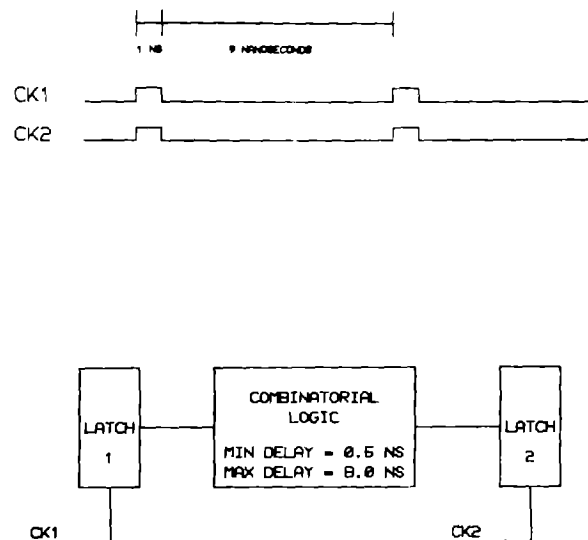 1 NS
9 NANOSECONDS
CK1
CK2
LATCH
1
COMBINATORIAL
LOGIC
MIN DELAY = 0.5 NS
MAX DELAY = 8.0 NS
LATCH
2
CK1
CK2